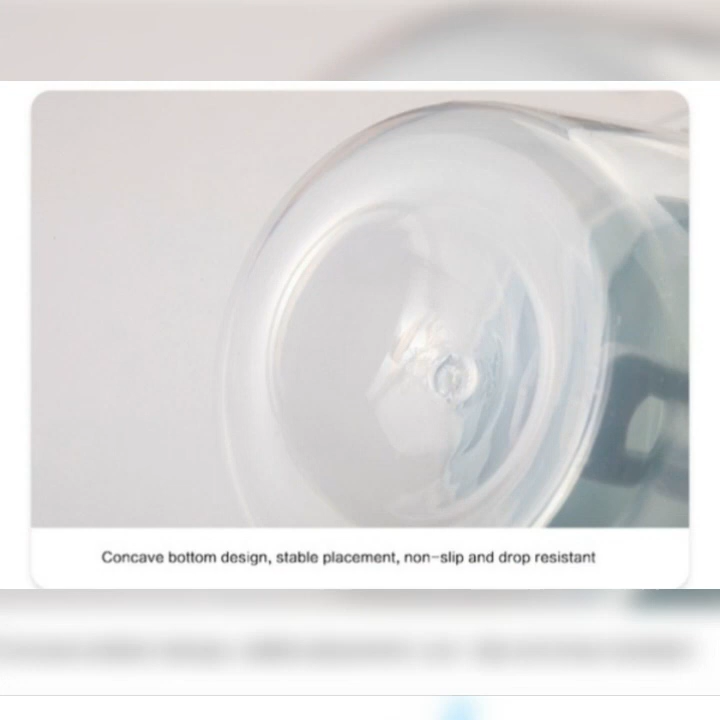 Concave bottom design, stable placement, non-slip and drop resistant